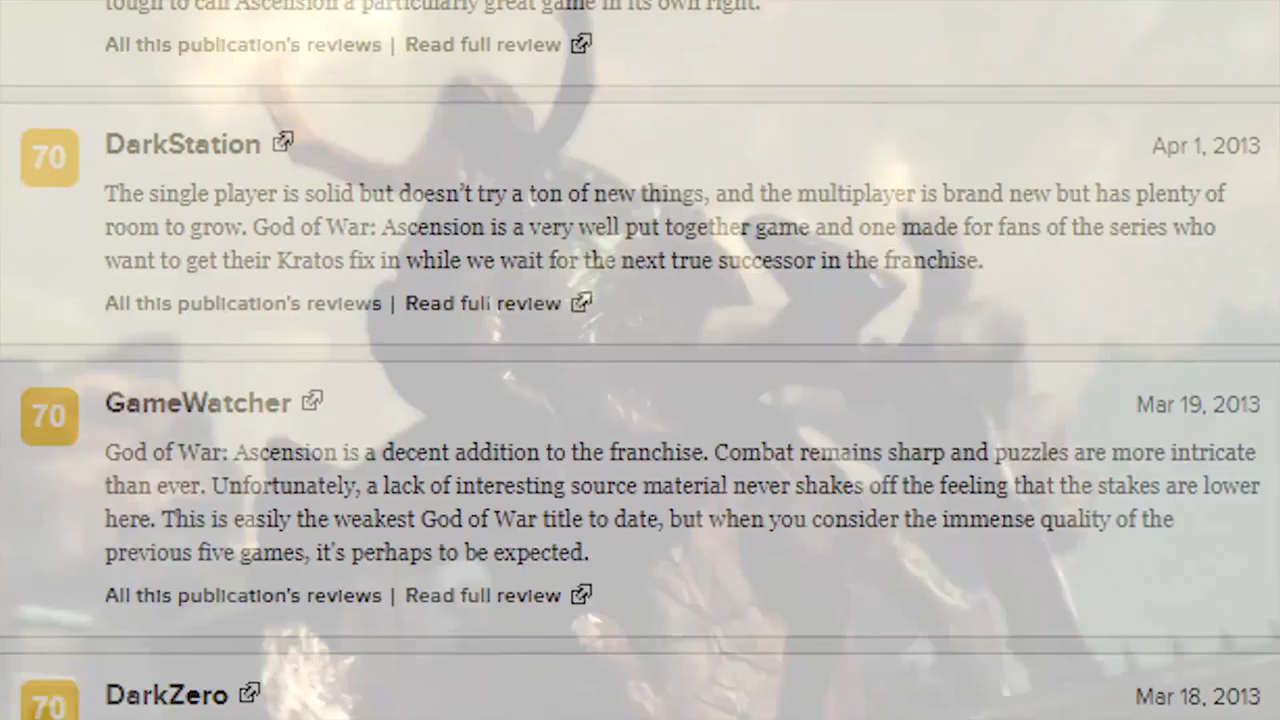 tough to call Ascension a particularly great game in its own right.
All this publication's reviews | Read full review
70
DarkStation
Apr 1, 2013
The single player is solid but doesn't try a ton of new things, and the multiplayer is brand new but has plenty of
room to grow. God of War: Ascension is a very well put together game and one made for fans of the series who
want to get their Kratos fix in while we wait for the next true successor in the franchise.
All this publication's reviews | Read full review
70
GameWatcher
Mar 19, 2013
God of War: Ascension is a decent addition to the franchise. Combat remains sharp and puzzles are more intricate
than ever. Unfortunately, a lack of interesting source material never shakes off the feeling that the stakes are lower
here. This is easily the weakest God of War title to date, but when you consider the immense quality of the
previous five games, it's perhaps to be expected.
All this publication's reviews | Read full review
70
DarkZero
Mar 18, 2013